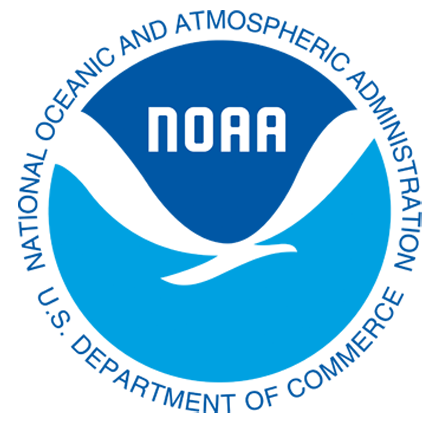 NATIONAL OCEANIC AND ATMOSPHERIC ADMINISTRATION
NOAA
U.S. DEPARTMENT OF COMMERCE